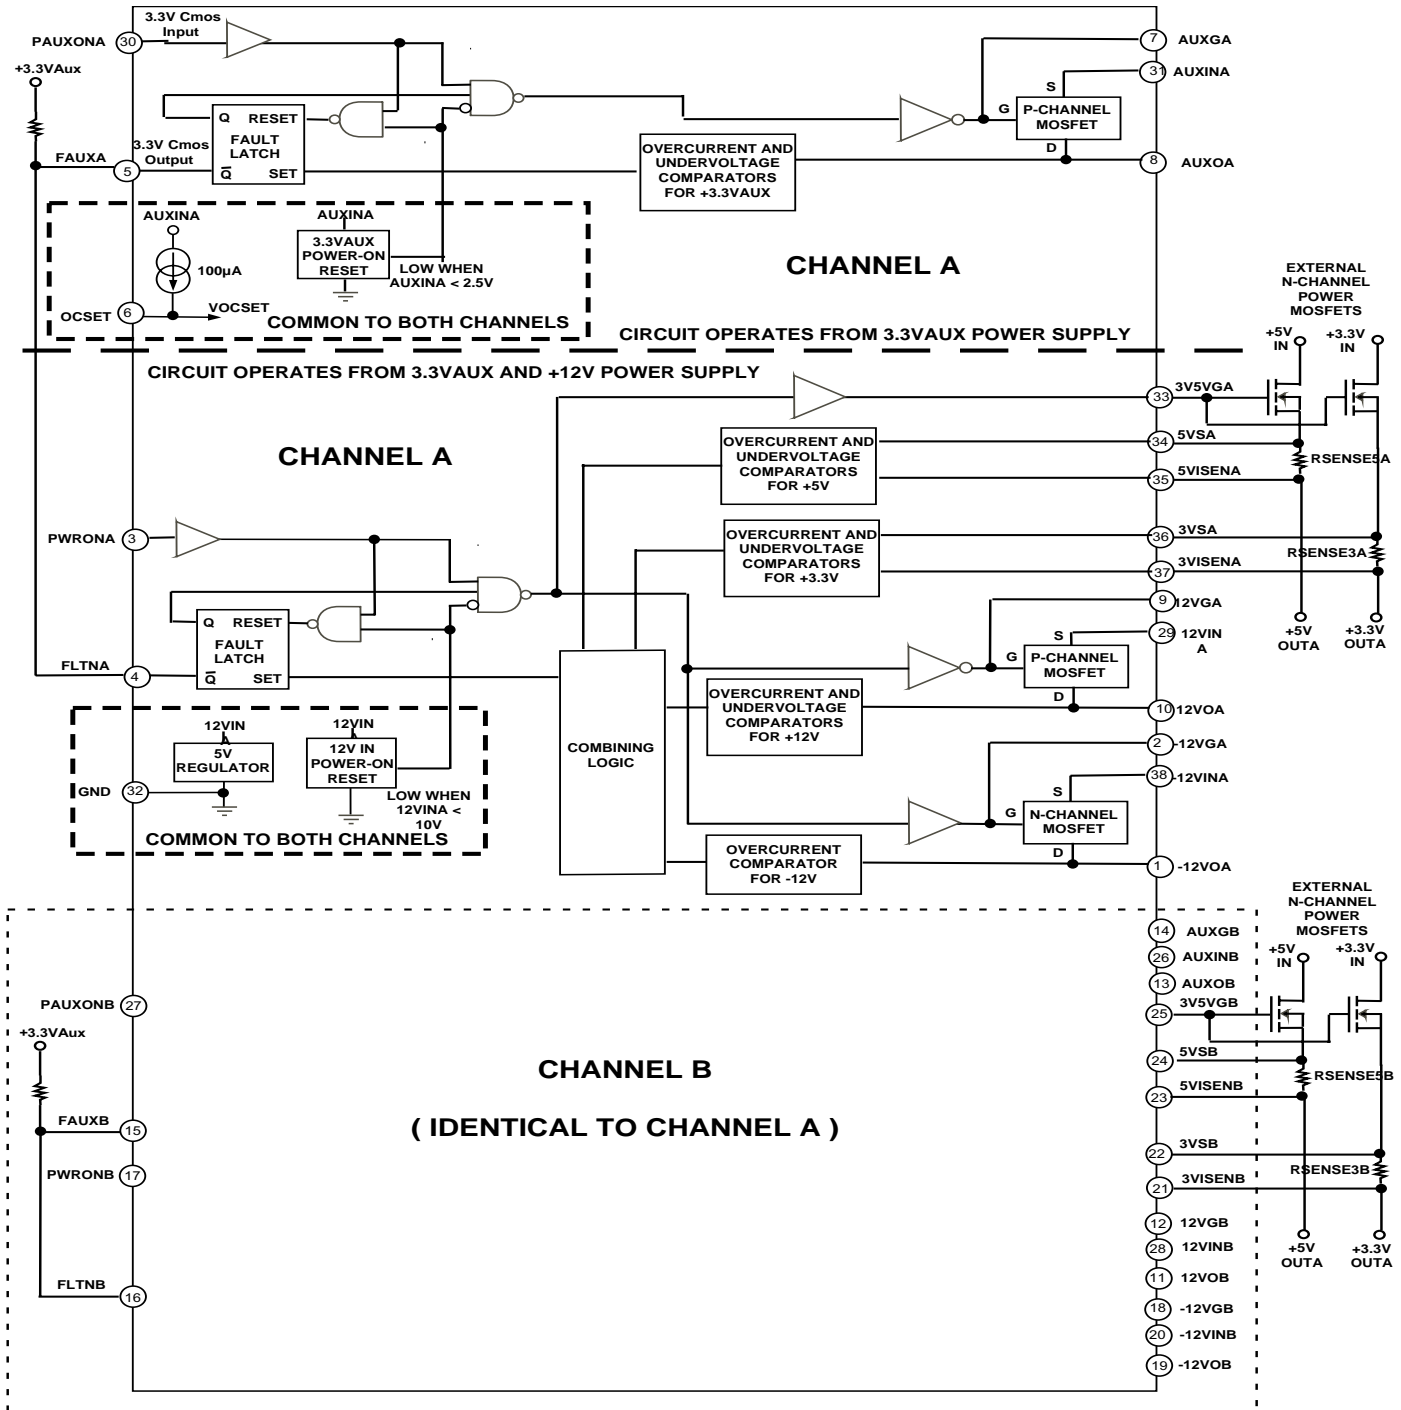 3.3V Cmos
Input
PAUXONA
30
+3.3VAux
7
AUXGA
31
AUXINA
S
G
P-CHANNEL
MOSFET
D
8
AUXOA
Q RESET
FAULT
LATCH
Q SET
3.3V Cmos
Output
FAUXA
5
OVERCURRENT AND
UNDERVOLTAGE
COMPARATORS
FOR +3.3VAUX
AUXINA
100µA
AUXINA
3.3VAUX
POWER-ON
RESET
LOW WHEN
AUXINA < 2.5V
OCSET
6
VOCSET
COMMON TO BOTH CHANNELS
CHANNEL A
CIRCUIT OPERATES FROM 3.3VAUX POWER SUPPLY
EXTERNAL
N-CHANNEL
POWER
MOSFETS
+5V
IN
+3.3V
IN
CIRCUIT OPERATES FROM 3.3VAUX AND +12V POWER SUPPLY
CHANNEL A
33
3V5VGA
34
5VSA
OVERCURRENT AND
UNDERVOLTAGE
COMPARATORS
FOR +5V
RSENSE5A
35
5VISENA
PWRONA
3
36
3VSA
OVERCURRENT AND
UNDERVOLTAGE
COMPARATORS
FOR +3.3V
RSENSE3A
37
3VISENA
9
12VGA
+5V
OUTA
+3.3V
OUTA
29
12VIN
A
S
G
P-CHANNEL
MOSFET
D
Q RESET
FAULT
LATCH
Q SET
FLTNA
4
OVERCURRENT AND
UNDERVOLTAGE
COMPARATORS
FOR +12V
10
12VOA
COMBINING
LOGIC
2
-12VGA
38
-12VINA
12VIN
A
5V
REGULATOR
12VIN
A
12V IN
POWER-ON
RESET
GND
32
LOW WHEN
12VINA <
10V
COMMON TO BOTH CHANNELS
S
G
N-CHANNEL
MOSFET
D
OVERCURRENT
COMPARATOR
FOR -12V
1
-12VOA
EXTERNAL
N-CHANNEL
POWER
MOSFETS
+5V
IN
+3.3V
IN
14
AUXGB
26
AUXINB
13
AUXOB
25
3V5VGB
PAUXONB
27
+3.3VAux
CHANNEL B
( IDENTICAL TO CHANNEL A )
24
5VSB
RSENSE5B
23
5VISENB
FAUXB
15
PWRONB
17
22
3VSB
RSENSE3B
21
3VISENB
12
12VGB
28
12VINB
+5V
OUTA
+3.3V
OUTA
11
12VOB
FLTNB
16
18
-12VGB
20
-12VINB
19
-12VOB